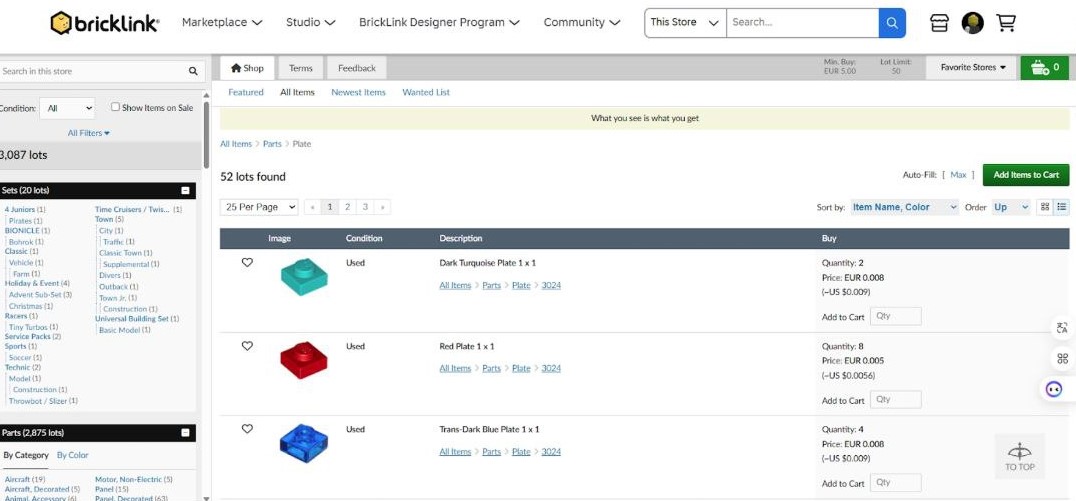 bricklink
Marketplace
Studio
BrickLink Designer Program
Community
This Store
Search...
Search in this store
Shop
Terms
Feedback
Min. Buy:
EUR 5.00
Lot Limit:
50
Favorite Stores
0
Condition:
All
Show Items on Sale
All Filters
3,087 lots
Sets (20 lots)
4 Juniors (1)
Pirates (1)
BIONICLE (1)
Bohrok (1)
Classic (1)
Vehicle (1)
Farm (1)
Holiday & Event (4)
Advent Sub-Set (3)
Christmas (1)
Racers (1)
Tiny Turbos (1)
Service Packs (2)
Sports (1)
Soccer (1)
Technic (2)
Model (1)
Construction (1)
Throwbot / Slizer (1)
Time Cruisers / Twis... (1)
Town (5)
City (1)
Traffic (1)
Classic Town (1)
Supplemental (1)
Divers (1)
Outback (1)
Town Jr. (1)
Construction (1)
Universal Building Set (1)
Basic Model (1)
Parts (2,875 lots)
By Category
By Color
Aircraft (19)
Aircraft, Decorated (5)
Animal, Accessory (6)
Motor, Non-Electric (5)
Panel (15)
Panel, Decorated (63)
Featured
All Items
Newest Items
Wanted List
What you see is what you get
All Items > Parts > Plate
52 lots found
Auto-Fill: [ Max ]
Add Items to Cart
25 Per Page
« 1 2 3 »
Sort by: Item Name, Color
Order Up
Image Condition Description Buy
Used
Dark Turquoise Plate 1 x 1
All Items > Parts > Plate > 3024
Quantity: 2
Price: EUR 0.008
(~US $0.009)
Add to Cart Qty
Used
Red Plate 1 x 1
All Items > Parts > Plate > 3024
Quantity: 8
Price: EUR 0.005
(~US $0.0056)
Add to Cart Qty
Used
Trans-Dark Blue Plate 1 x 1
All Items > Parts > Plate > 3024
Quantity: 4
Price: EUR 0.008
(~US $0.009)
Add to Cart Qty
TO TOP